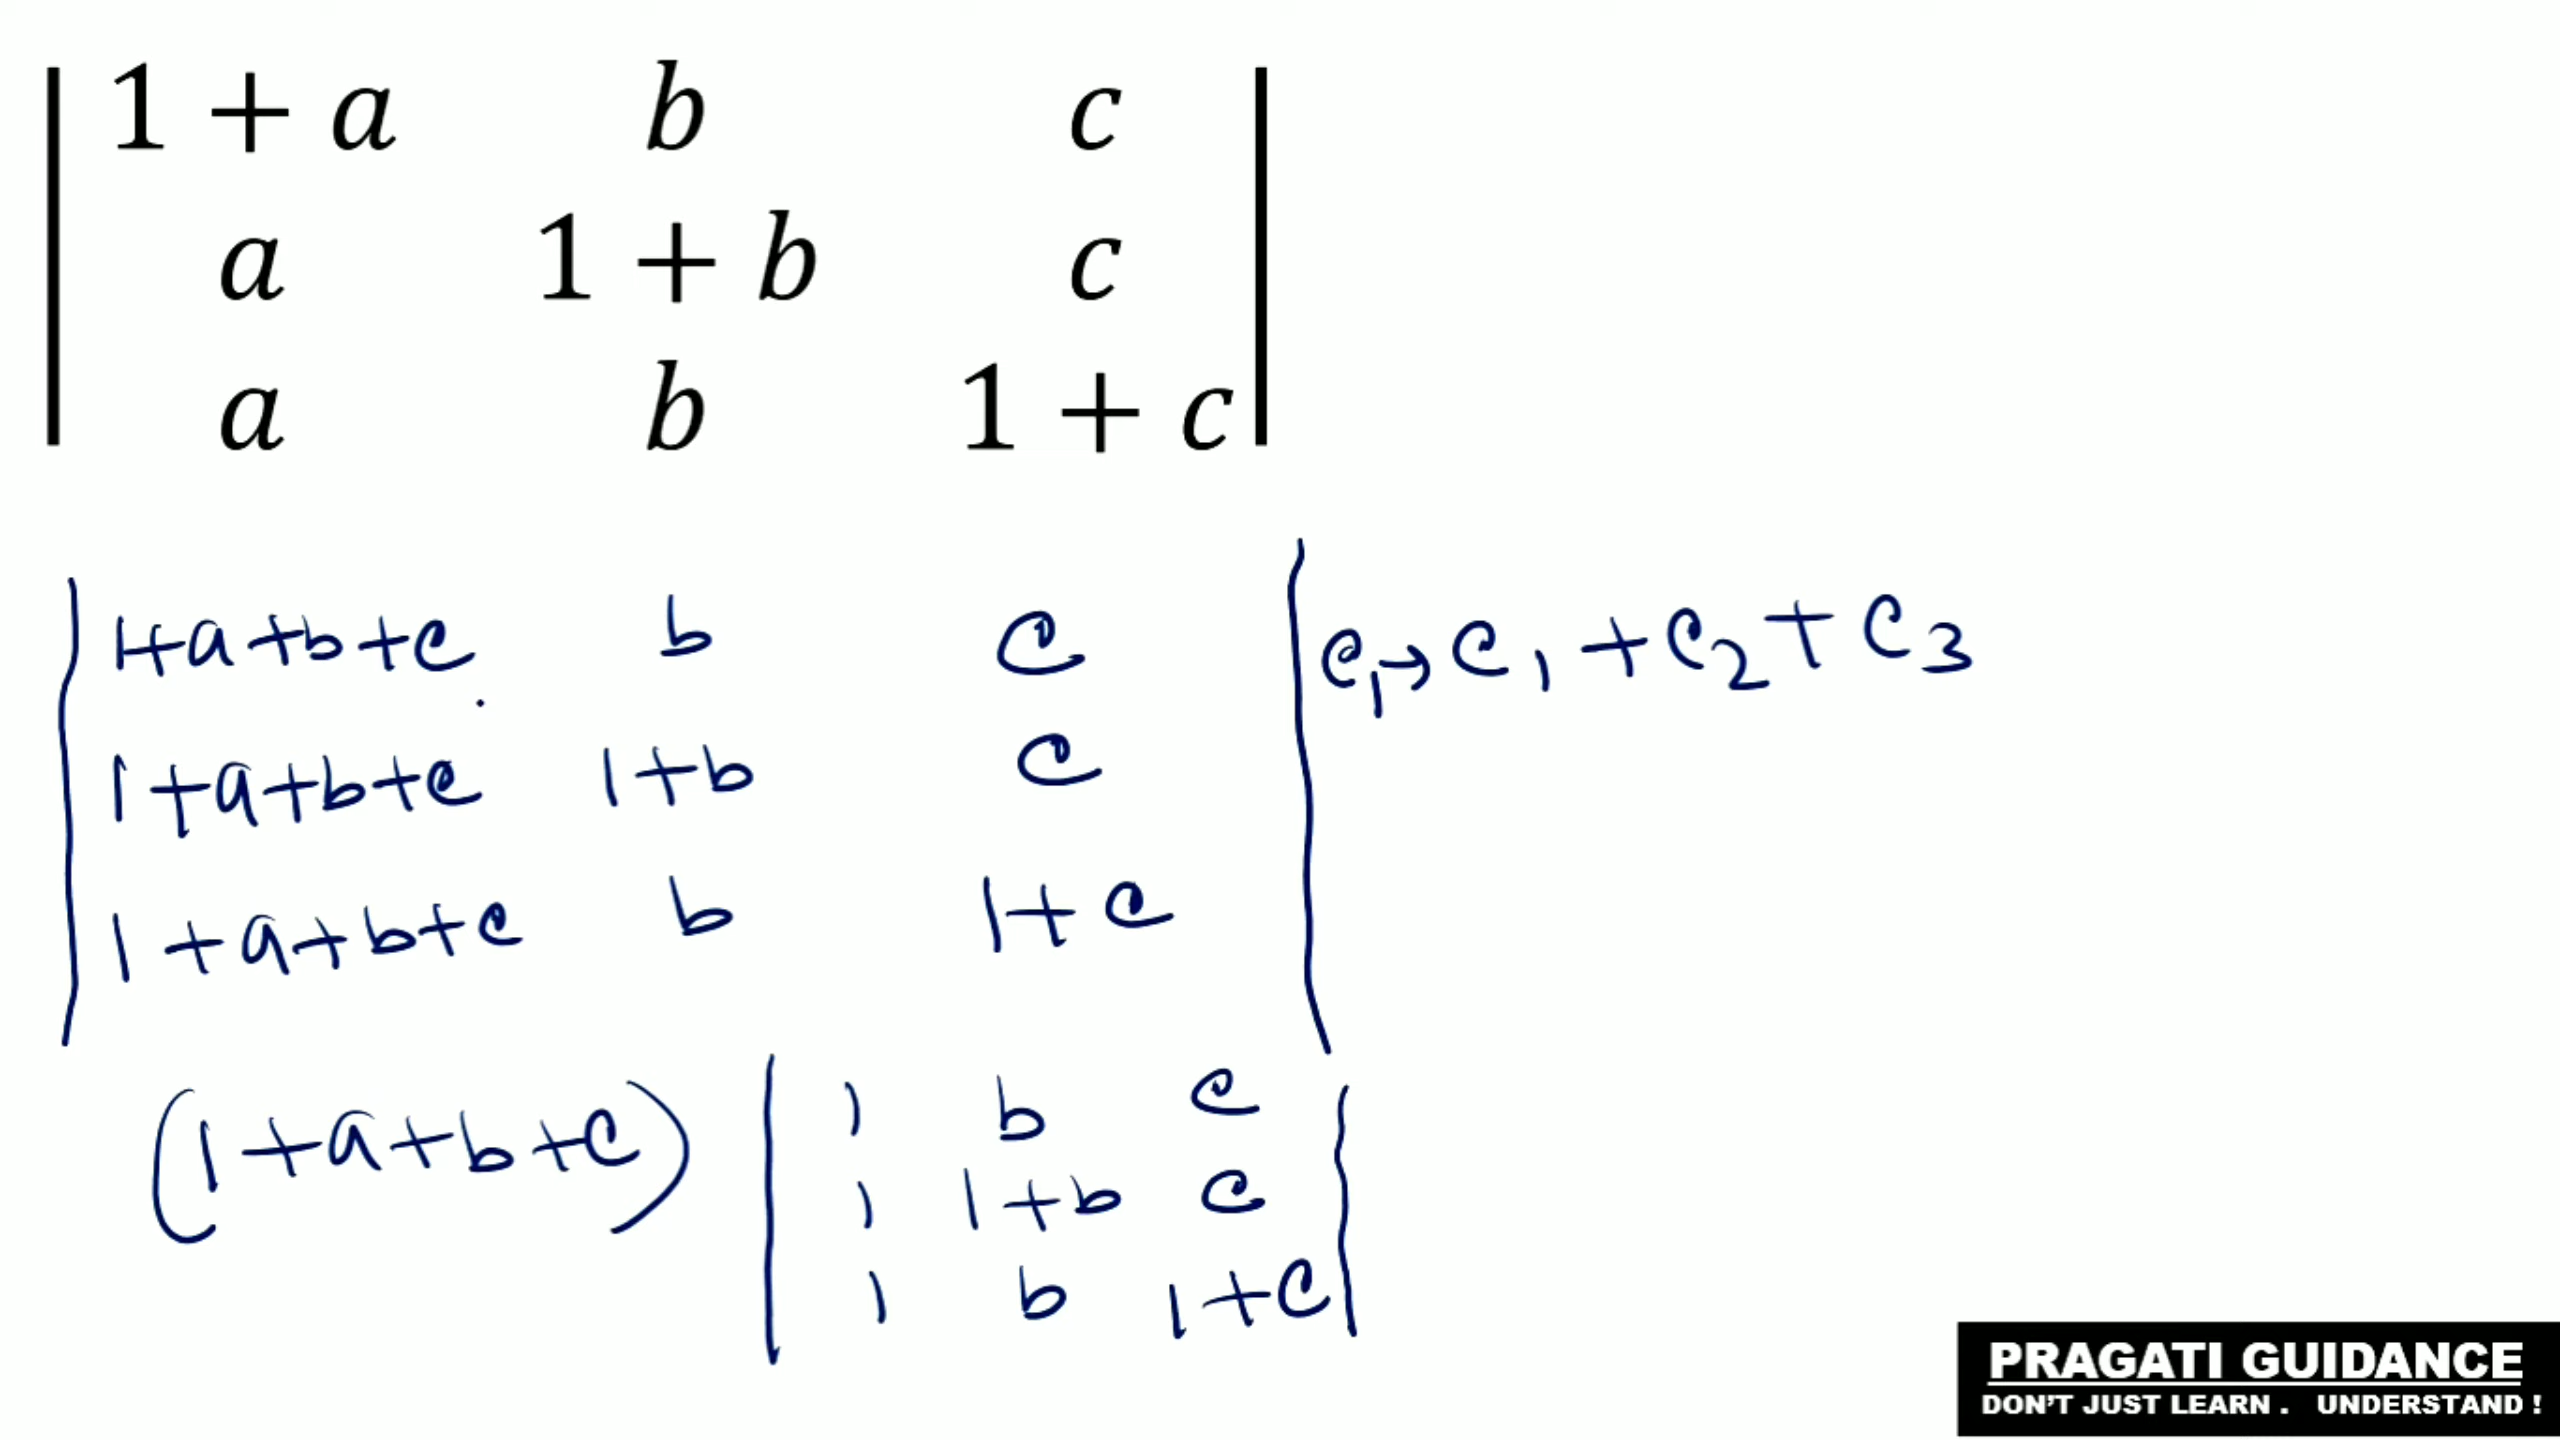 1 + a b c
a 1 + b c
a b 1 + c
1+a+b+c b c C₁→C₁+C₂+C₃
1+a+b+c 1+b c
1+a+b+c b 1+c
(1+a+b+c) 1 b c
1 1+b c
1 b 1+c
PRAGATI GUIDANCE
DON'T JUST LEARN . UNDERSTAND !